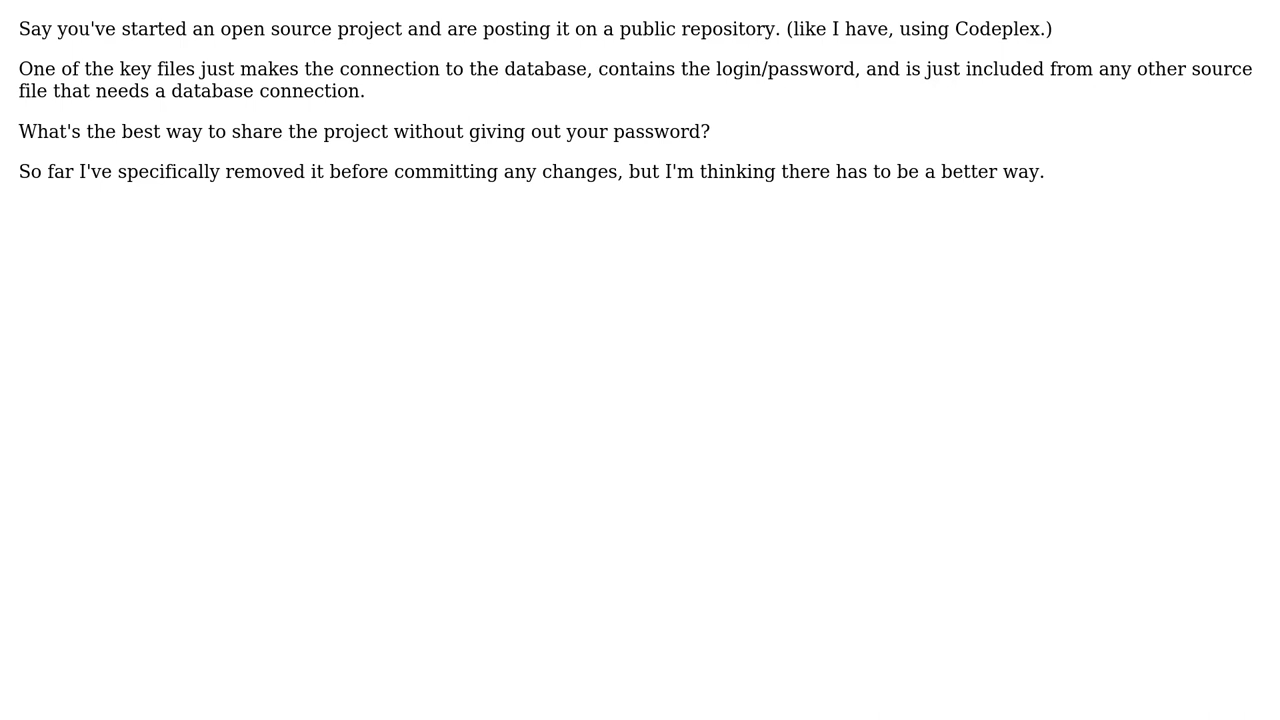 Say you've started an open source project and are posting it on a public repository. (like I have, using Codeplex.)
One of the key files just makes the connection to the database, contains the login/password, and is just included from any other source
file that needs a database connection.
What's the best way to share the project without giving out your password?
So far I've specifically removed it before committing any changes, but I'm thinking there has to be a better way.